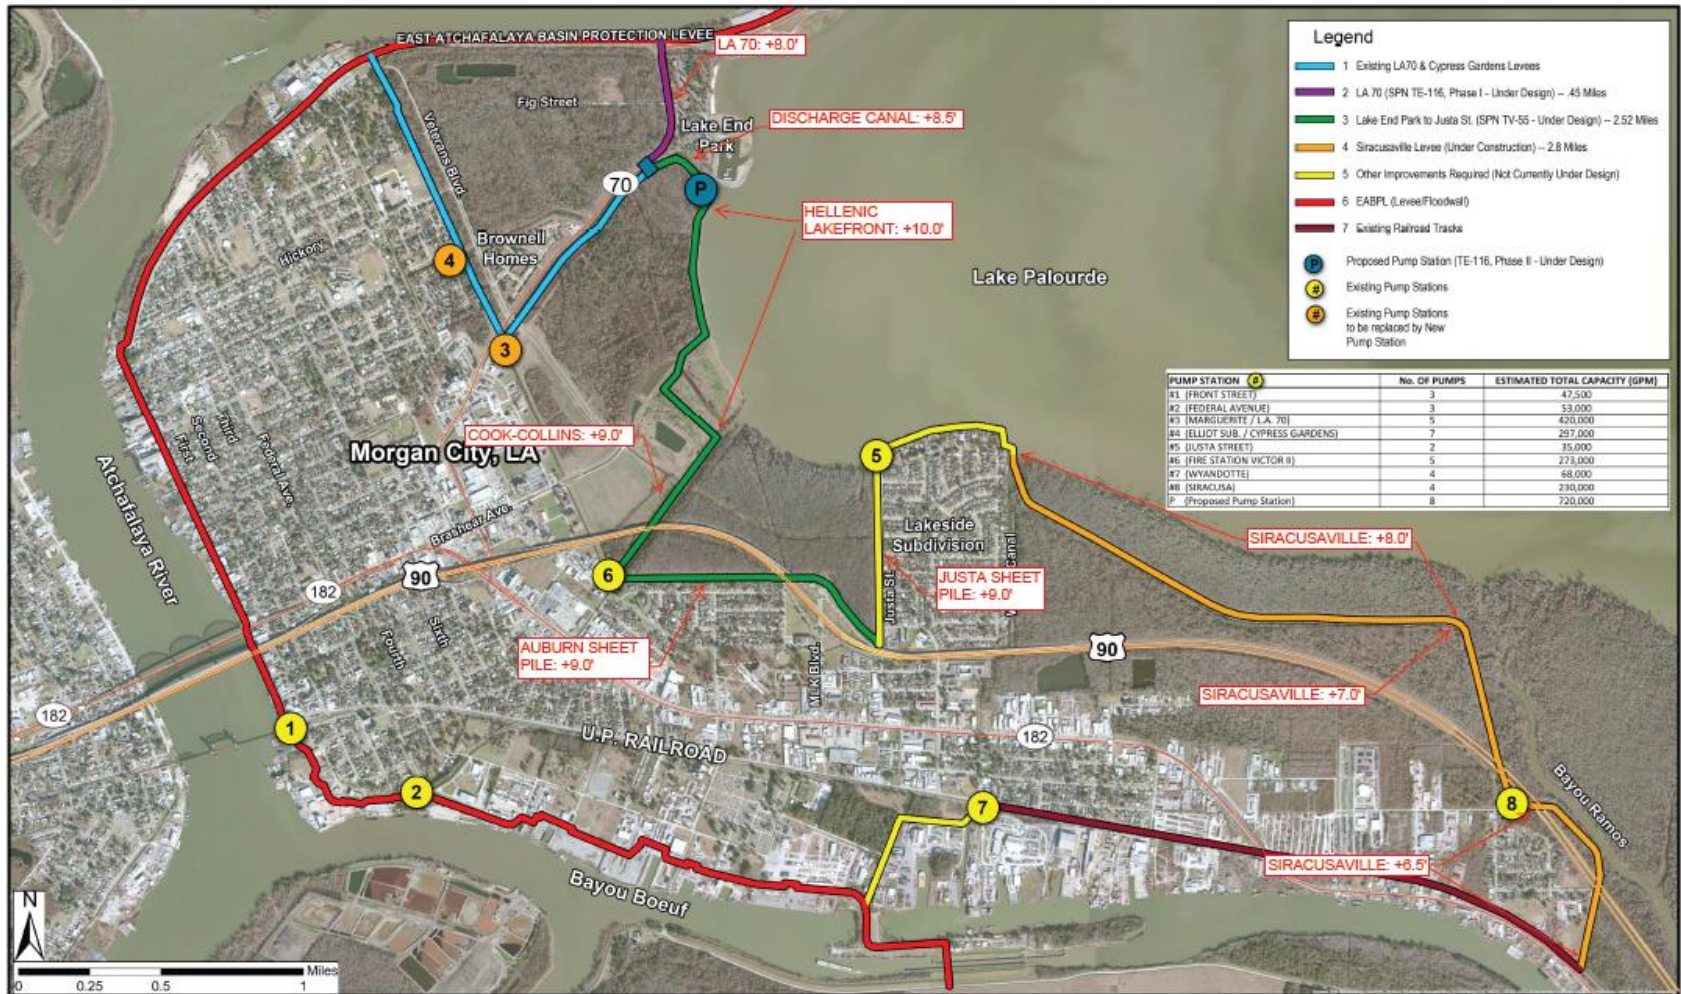 EAST ATCHAFALAYA BASIN PROTECTION LEVEE
LA 70: +8.0'
Fig Street
Veterans Blvd.
Lake End
Park
DISCHARGE CANAL: +8.5'
70
P
HELLENIC
LAKEFRONT: +10.0'
Hickory
4
Brownell
Homes
Lake Palourde
3
Third
Second
First
Federal Ave.
COOK-COLLINS: +9.0'
Morgan City, LA
Atchafalaya River
Brashear Ave.
5
Lakeside
Subdivision
Canal
SIRACUSAVILLE: +8.0'
JUSTA SHEET
PILE: +9.0'
Justa St.
6
90
182
Sixth
Fourth
AUBURN SHEET
PILE: +9.0'
MLK Blvd.
90
SIRACUSAVILLE: +7.0'
182
1
U.P. RAILROAD
182
2
7
8
Bayou Ramos
SIRACUSAVILLE: +6.5'
Bayou Boeuf
N
Miles
0 0.25 0.5 1
Legend
1 Existing LA70 & Cypress Gardens Levees
2 LA 70 (SPN TE-116, Phase I - Under Design) -- .45 Miles
3 Lake End Park to Justa St. (SPN TV-55 - Under Design) -- 2.52 Miles
4 Siracusaville Levee (Under Construction) -- 2.8 Miles
5 Other Improvements Required (Not Currently Under Design)
6 EABPL (Levee/Floodwall)
7 Existing Railroad Tracks
P Proposed Pump Station (TE-116, Phase II - Under Design)
# Existing Pump Stations
# Existing Pump Stations
to be replaced by New
Pump Station
PUMP STATION # No. OF PUMPS ESTIMATED TOTAL CAPACITY (GPM)
#1 (FRONT STREET) 3 47,500
#2 (FEDERAL AVENUE) 3 53,000
#3 (MARGUERITE / L.A. 70) 5 420,000
#4 (ELLIOT SUB. / CYPRESS GARDENS) 7 297,000
#5 (JUSTA STREET) 2 35,000
#6 (FIRE STATION VICTOR II) 5 273,000
#7 (WYANDOTTE) 4 68,000
#8 (SIRACUSA) 4 230,000
P (Proposed Pump Station) 8 720,000